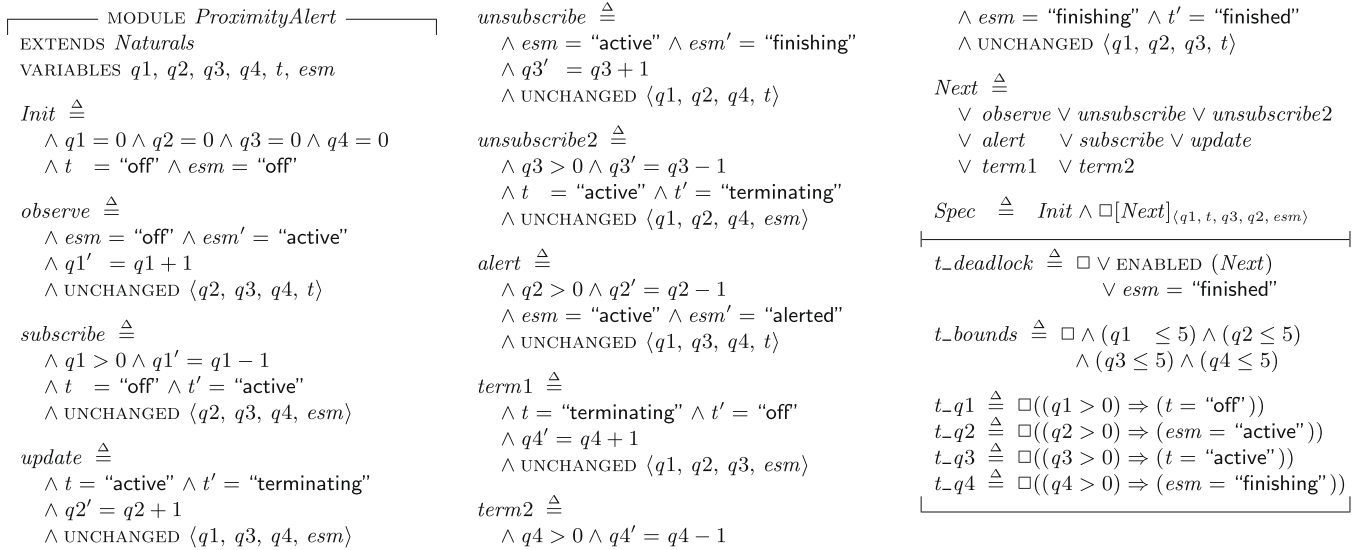 MODULE ProximityAlert
EXTENDS Naturals
VARIABLES q1, q2, q3, q4, t, esm
Init ≜
∧ q1 = 0 ∧ q2 = 0 ∧ q3 = 0 ∧ q4 = 0
∧ t = “off” ∧ esm = “off”
observe ≜
∧ esm = “off” ∧ esm′ = “active”
∧ q1′ = q1 + 1
∧ UNCHANGED ⟨q2, q3, q4, t⟩
subscribe ≜
∧ q1 > 0 ∧ q1′ = q1 − 1
∧ t = “off” ∧ t′ = “active”
∧ UNCHANGED ⟨q2, q3, q4, esm⟩
update ≜
∧ t = “active” ∧ t′ = “terminating”
∧ q2′ = q2 + 1
∧ UNCHANGED ⟨q1, q3, q4, esm⟩
unsubscribe ≜
∧ esm = “active” ∧ esm′ = “finishing”
∧ q3′ = q3 + 1
∧ UNCHANGED ⟨q1, q2, q4, t⟩
unsubscribe2 ≜
∧ q3 > 0 ∧ q3′ = q3 − 1
∧ t = “active” ∧ t′ = “terminating”
∧ UNCHANGED ⟨q1, q2, q4, esm⟩
alert ≜
∧ q2 > 0 ∧ q2′ = q2 − 1
∧ esm = “active” ∧ esm′ = “alerted”
∧ UNCHANGED ⟨q1, q3, q4, t⟩
term1 ≜
∧ t = “terminating” ∧ t′ = “off”
∧ q4′ = q4 + 1
∧ UNCHANGED ⟨q1, q2, q3, esm⟩
term2 ≜
∧ q4 > 0 ∧ q4′ = q4 − 1
∧ esm = “finishing” ∧ t′ = “finished”
∧ UNCHANGED ⟨q1, q2, q3, t⟩
Next ≜
∨ observe ∨ unsubscribe ∨ unsubscribe2
∨ alert ∨ subscribe ∨ update
∨ term1 ∨ term2
Spec ≜ Init ∧ □[Next]⟨q1, t, q3, q2, esm⟩
t_deadlock ≜ □ ∨ ENABLED (Next)
∨ esm = “finished”
t_bounds ≜ □ ∧ (q1 ≤ 5) ∧ (q2 ≤ 5)
∧ (q3 ≤ 5) ∧ (q4 ≤ 5)
t_q1 ≜ □((q1 > 0) ⇒ (t = “off”))
t_q2 ≜ □((q2 > 0) ⇒ (esm = “active”))
t_q3 ≜ □((q3 > 0) ⇒ (t = “active”))
t_q4 ≜ □((q4 > 0) ⇒ (esm = “finishing”))